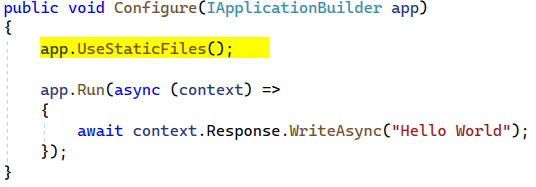 public void Configure(IApplicationBuilder app)
{
app.UseStaticFiles();
app.Run(async (context) =>
{
await context.Response.WriteAsync("Hello World");
});
}